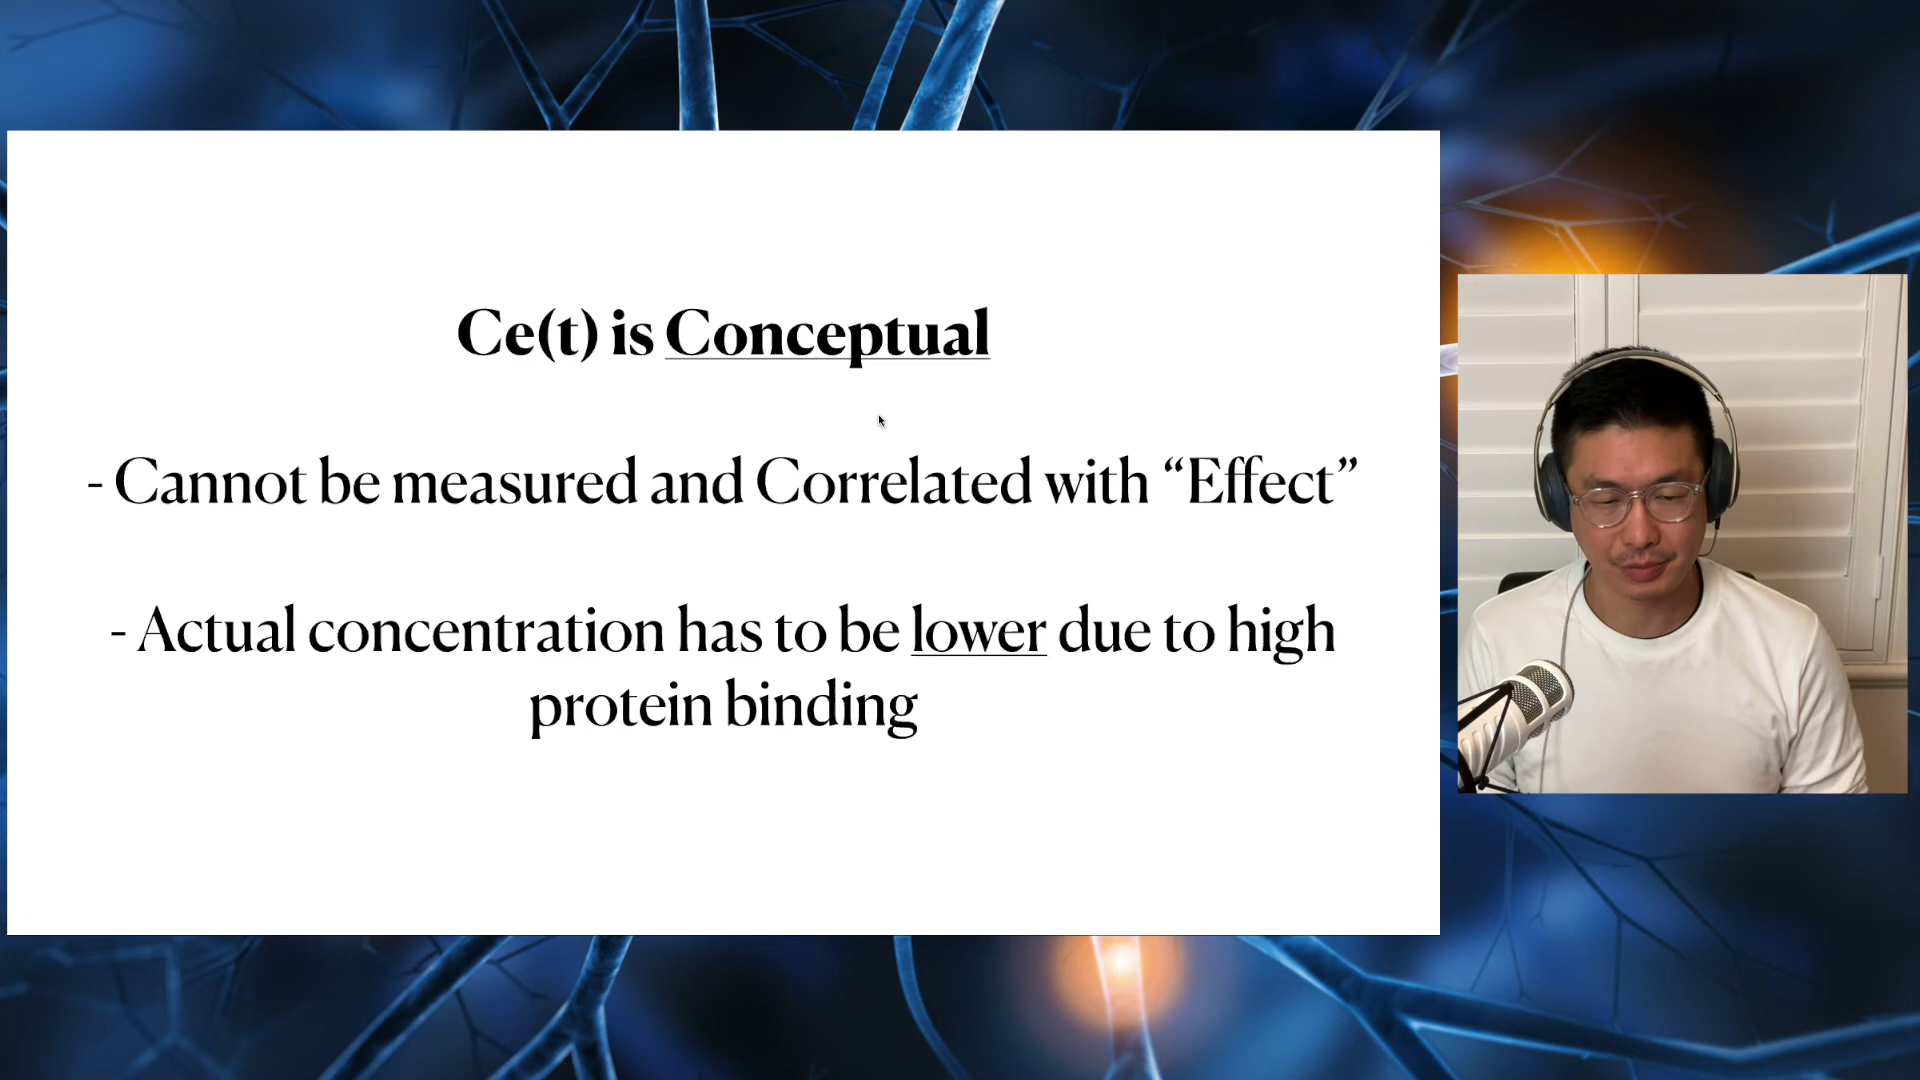 Ce(t) is Conceptual
- Cannot be measured and Correlated with “Effect”
- Actual concentration has to be lower due to high
protein binding